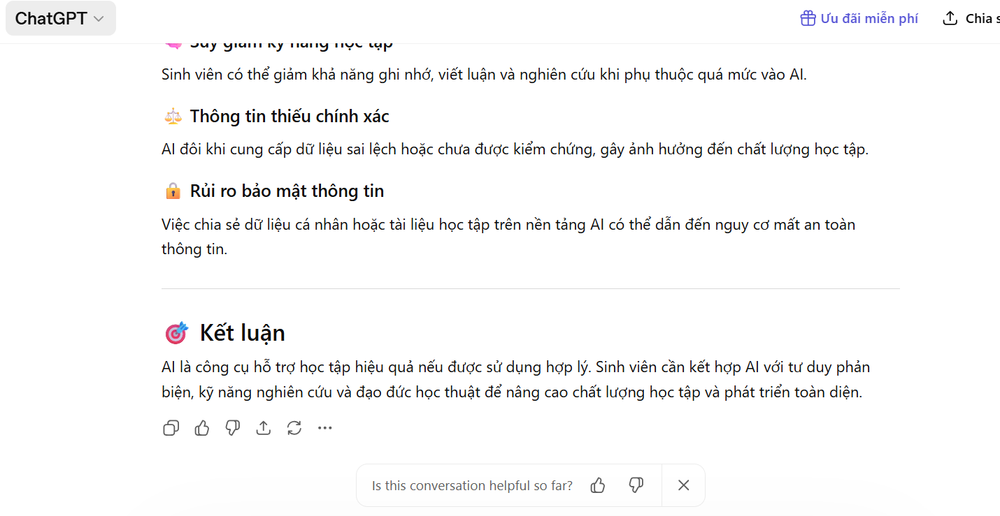 ChatGPT
Ưu đãi miễn phí
Chia s
Suy giảm kỹ năng học tập
Sinh viên có thể giảm khả năng ghi nhớ, viết luận và nghiên cứu khi phụ thuộc quá mức vào AI.
Thông tin thiếu chính xác
AI đôi khi cung cấp dữ liệu sai lệch hoặc chưa được kiểm chứng, gây ảnh hưởng đến chất lượng học tập.
Rủi ro bảo mật thông tin
Việc chia sẻ dữ liệu cá nhân hoặc tài liệu học tập trên nền tảng AI có thể dẫn đến nguy cơ mất an toàn
thông tin.
Kết luận
AI là công cụ hỗ trợ học tập hiệu quả nếu được sử dụng hợp lý. Sinh viên cần kết hợp AI với tư duy phản
biện, kỹ năng nghiên cứu và đạo đức học thuật để nâng cao chất lượng học tập và phát triển toàn diện.
Is this conversation helpful so far?